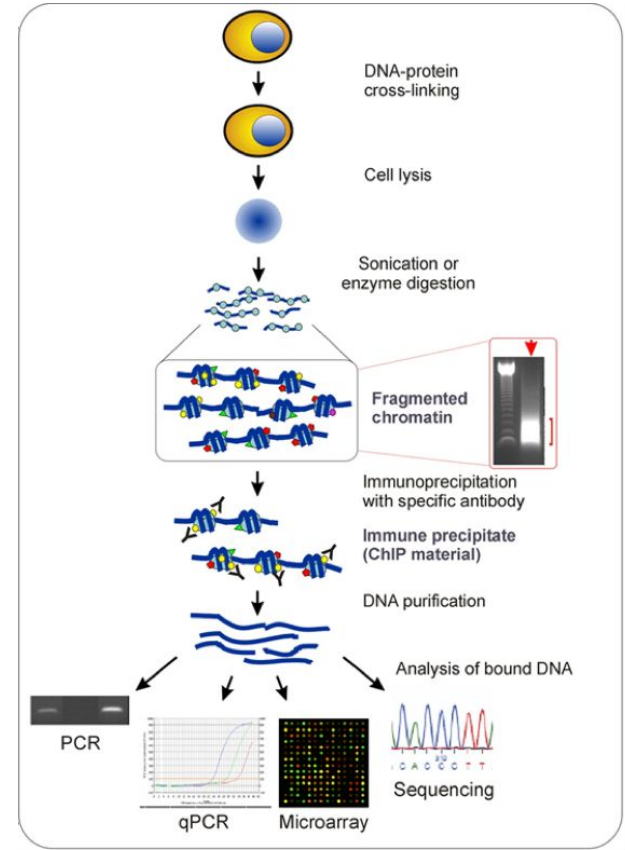 DNA-protein
cross-linking
Cell lysis
Sonication or
enzyme digestion
Fragmented
chromatin
Immunoprecipitation
with specific antibody
Immune precipitate
(ChIP material)
DNA purification
Analysis of bound DNA
PCR
qPCR
Microarray
C A C C C T T
Sequencing